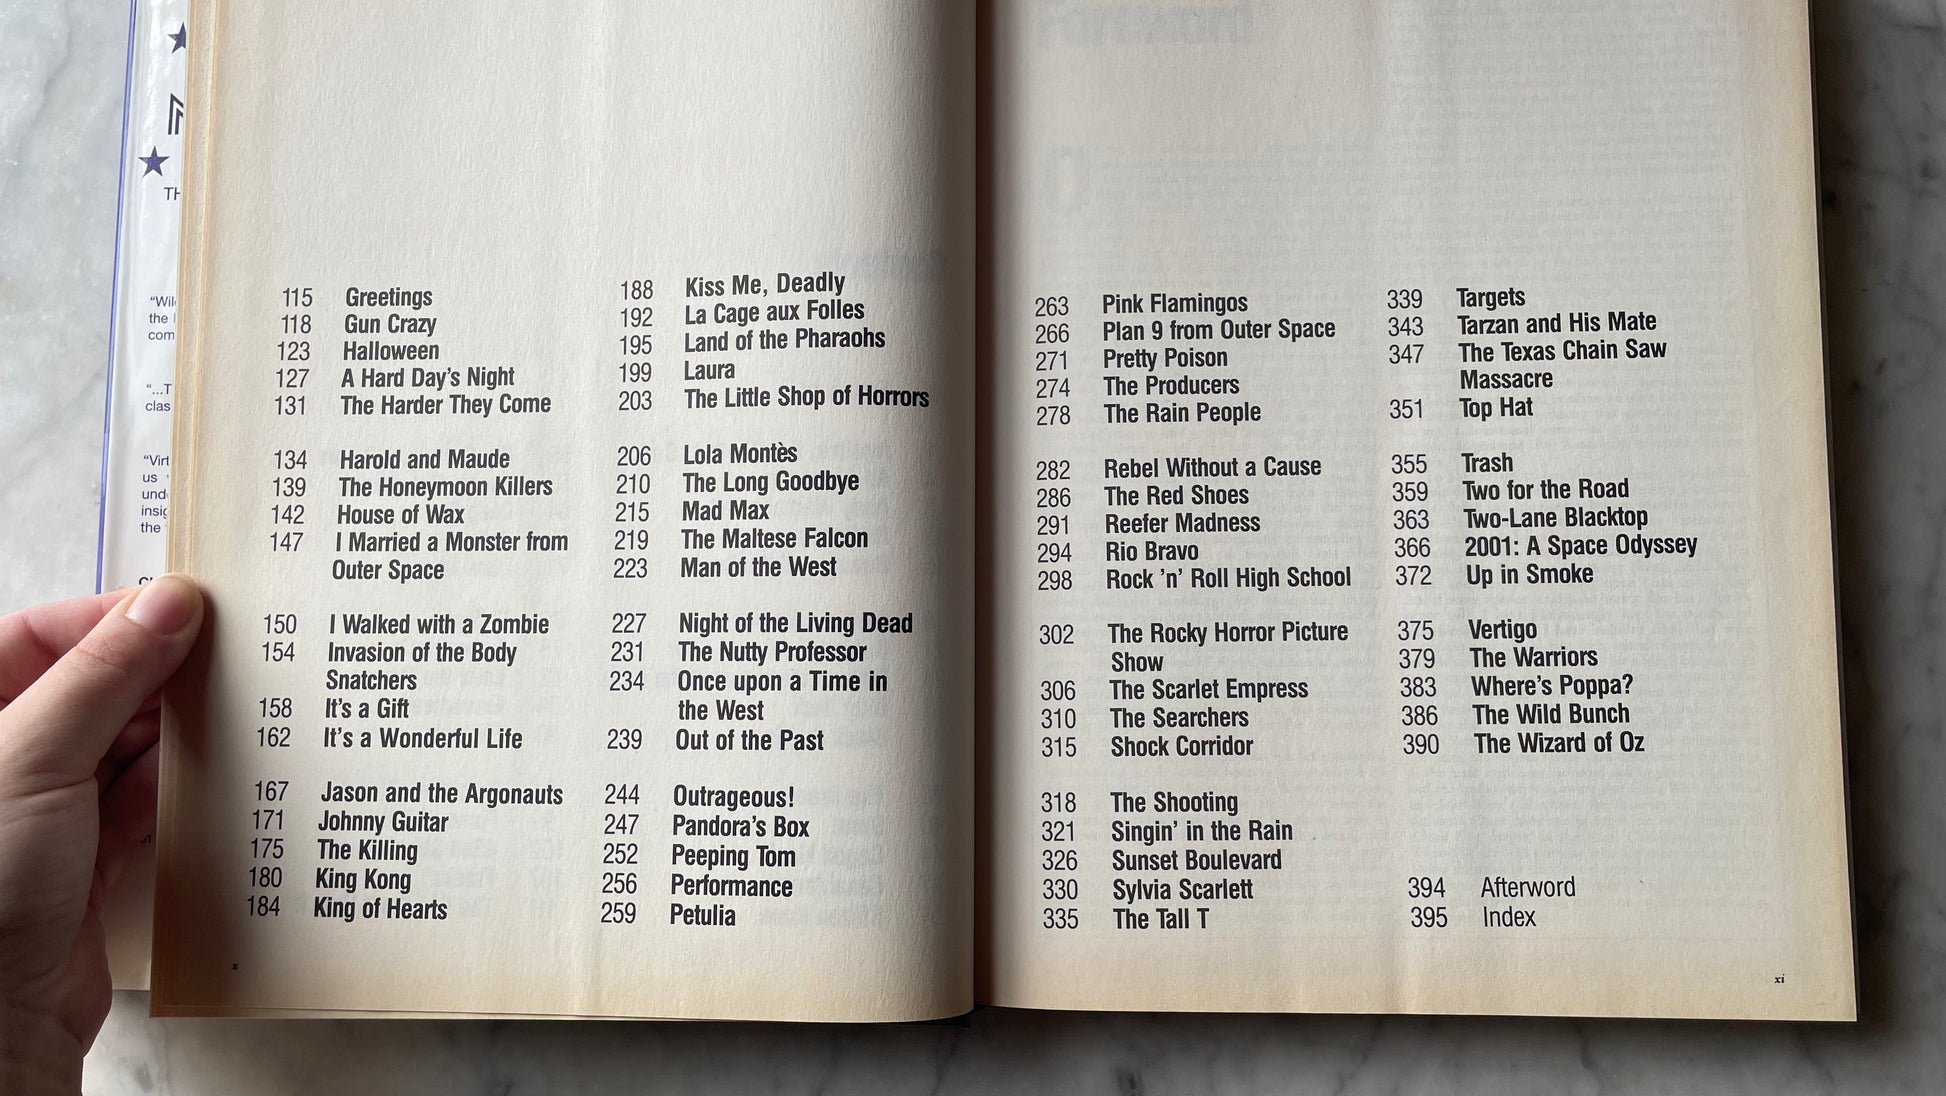 TH
"Wil
the
com
"...T
clas
"Virt
us
und
insig
the
115 Greetings
118 Gun Crazy
123 Halloween
127 A Hard Day's Night
131 The Harder They Come
134 Harold and Maude
139 The Honeymoon Killers
142 House of Wax
147 I Married a Monster from
Outer Space
150 I Walked with a Zombie
154 Invasion of the Body
Snatchers
158 It's a Gift
162 It's a Wonderful Life
167 Jason and the Argonauts
171 Johnny Guitar
175 The Killing
180 King Kong
184 King of Hearts
x
188 Kiss Me, Deadly
192 La Cage aux Folles
195 Land of the Pharaohs
199 Laura
203 The Little Shop of Horrors
206 Lola Montès
210 The Long Goodbye
215 Mad Max
219 The Maltese Falcon
223 Man of the West
227 Night of the Living Dead
231 The Nutty Professor
234 Once upon a Time in
the West
239 Out of the Past
244 Outrageous!
247 Pandora's Box
252 Peeping Tom
256 Performance
259 Petulia
263 Pink Flamingos
266 Plan 9 from Outer Space
271 Pretty Poison
274 The Producers
278 The Rain People
282 Rebel Without a Cause
286 The Red Shoes
291 Reefer Madness
294 Rio Bravo
298 Rock 'n' Roll High School
302 The Rocky Horror Picture
Show
306 The Scarlet Empress
310 The Searchers
315 Shock Corridor
318 The Shooting
321 Singin' in the Rain
326 Sunset Boulevard
330 Sylvia Scarlett
335 The Tall T
339 Targets
343 Tarzan and His Mate
347 The Texas Chain Saw
Massacre
351 Top Hat
355 Trash
359 Two for the Road
363 Two-Lane Blacktop
366 2001: A Space Odyssey
372 Up in Smoke
375 Vertigo
379 The Warriors
383 Where's Poppa?
386 The Wild Bunch
390 The Wizard of Oz
394 Afterword
395 Index
xi